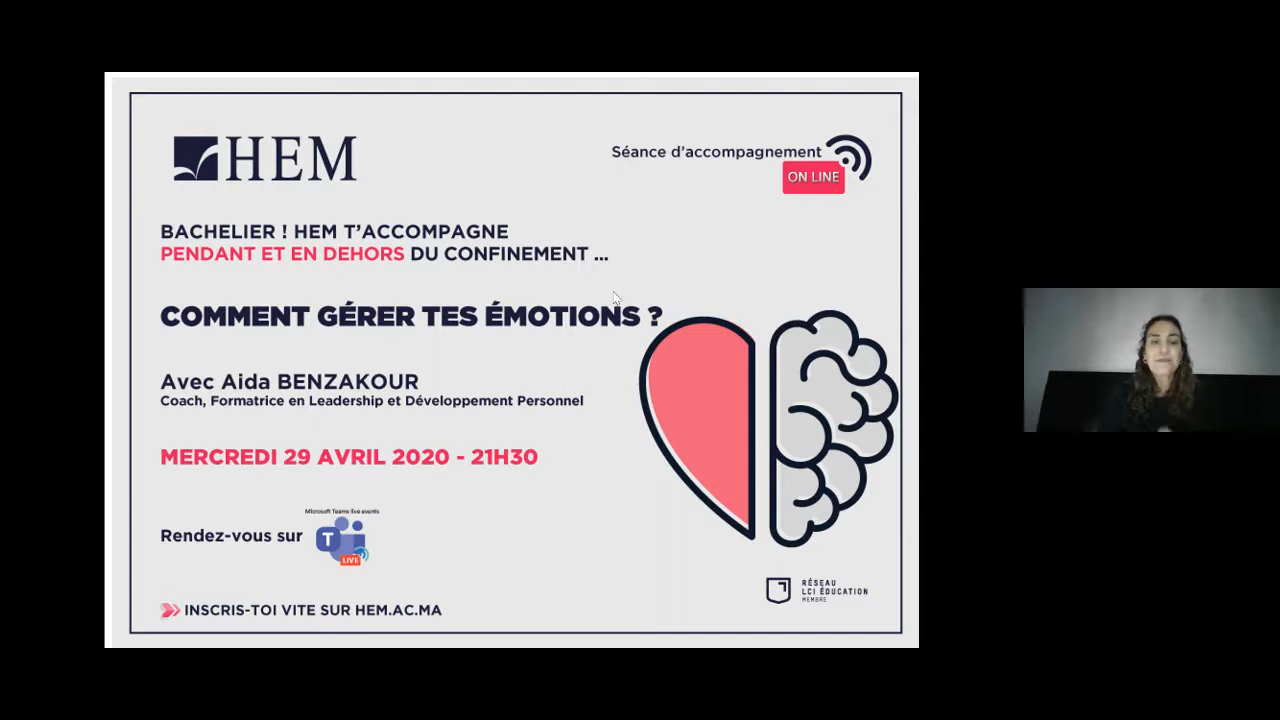 HEM
Séance d'accompagnement
ON LINE
BACHELIER ! HEM T'ACCOMPAGNE
PENDANT ET EN DEHORS DU CONFINEMENT ...
COMMENT GÉRER TES ÉMOTIONS ?
Avec Aida BENZAKOUR
Coach, Formatrice en Leadership et Développement Personnel
MERCREDI 29 AVRIL 2020 - 21H30
Microsoft Teams live events
Rendez-vous sur
T
LIVE
RÉSEAU
LCI ÉDUCATION
MEMBRE
INSCRIS-TOI VITE SUR HEM.AC.MA